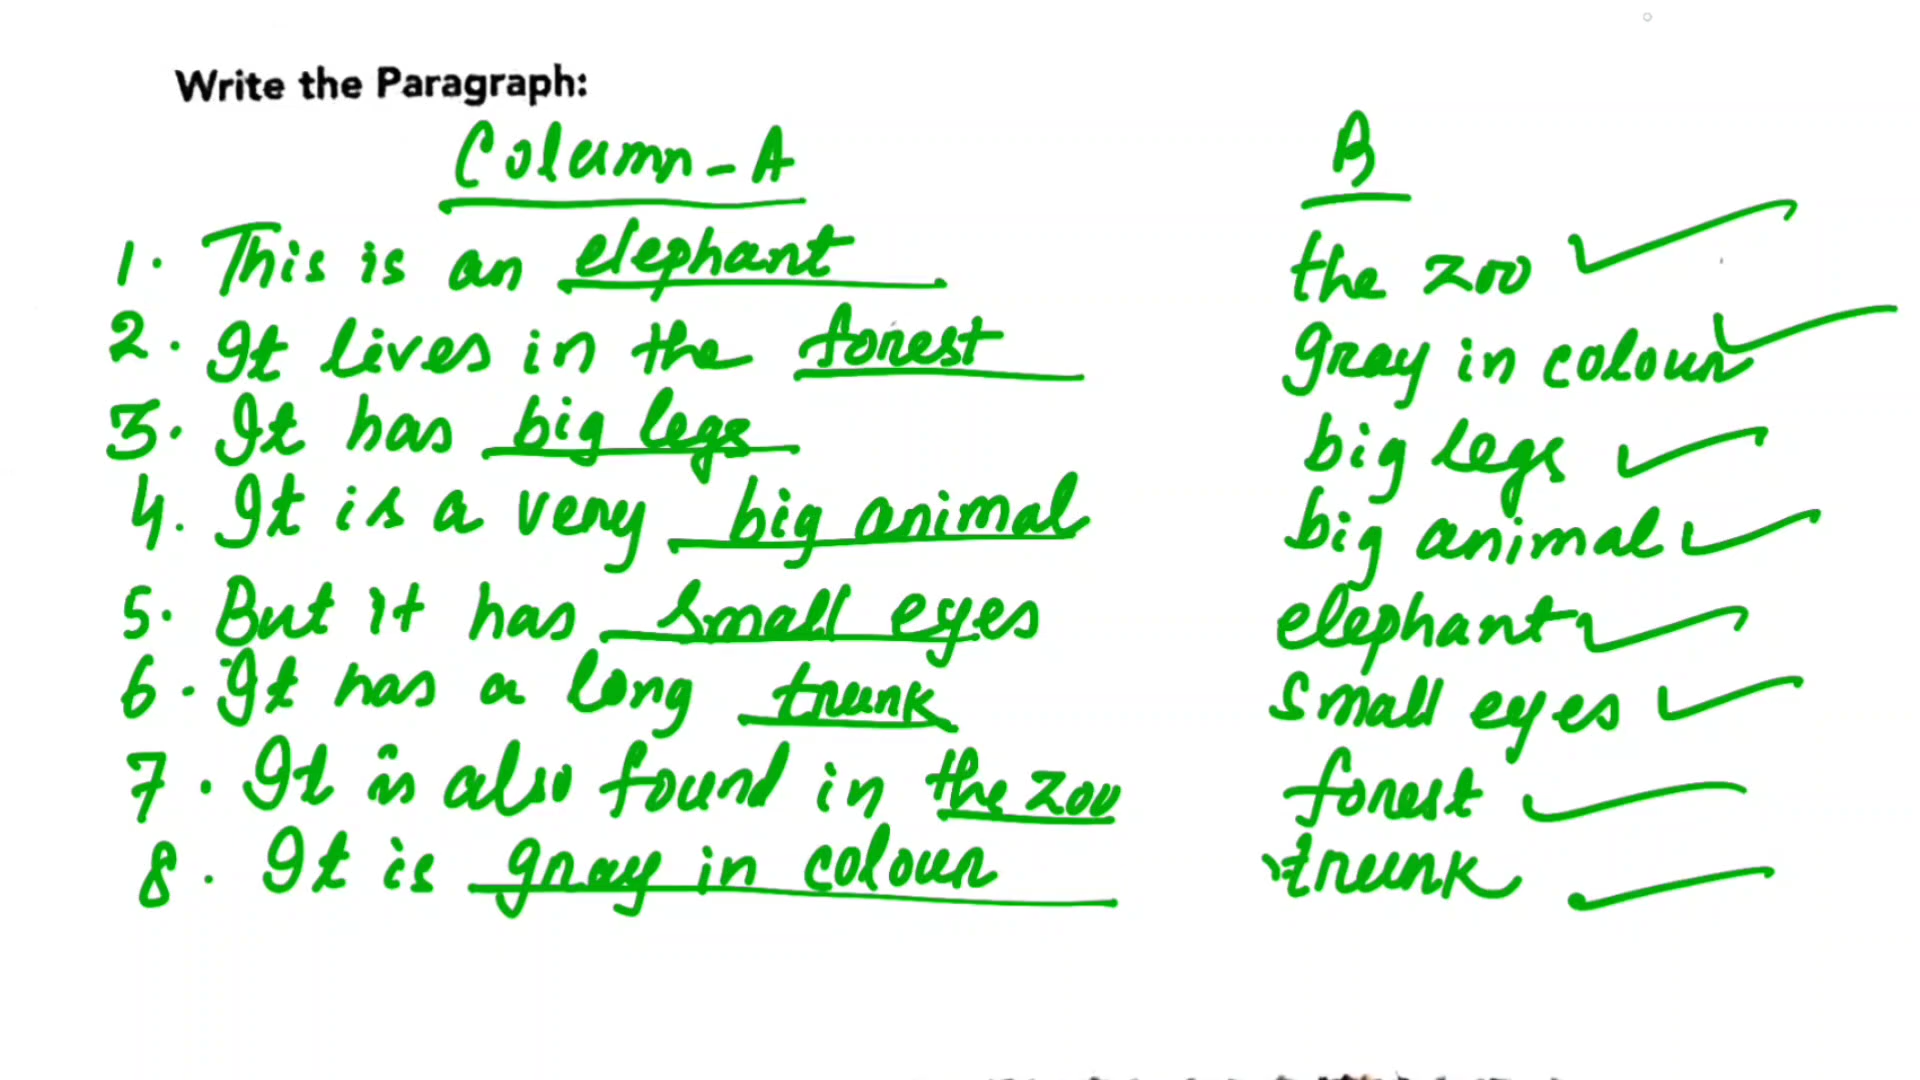 Write the Paragraph:
Column-A
B
1. This is an elephant
the zoo
2. It lives in the forest
gray in colour
3. It has big legs
big legs
4. It is a very big animal
big animal
5. But it has small eyes
elephant
6. It has a long trunk
small eyes
7. It is also found in the zoo
forest
8. It is gray in colour
trunk